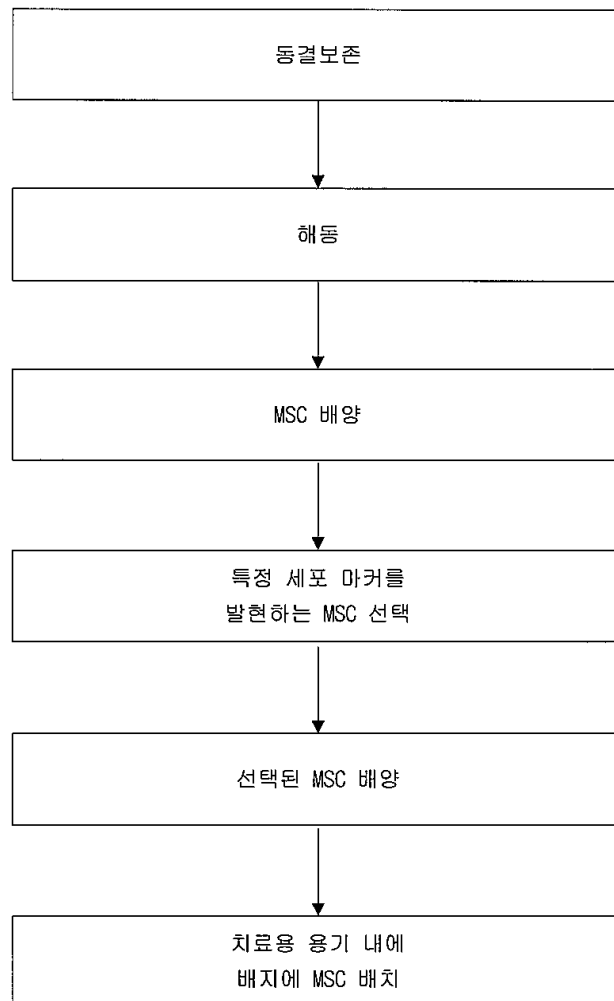 동결보존
해동
MSC 배양
특정 세포 마커를
발현하는 MSC 선택
선택된 MSC 배양
치료용 용기 내에
배지에 MSC 배치